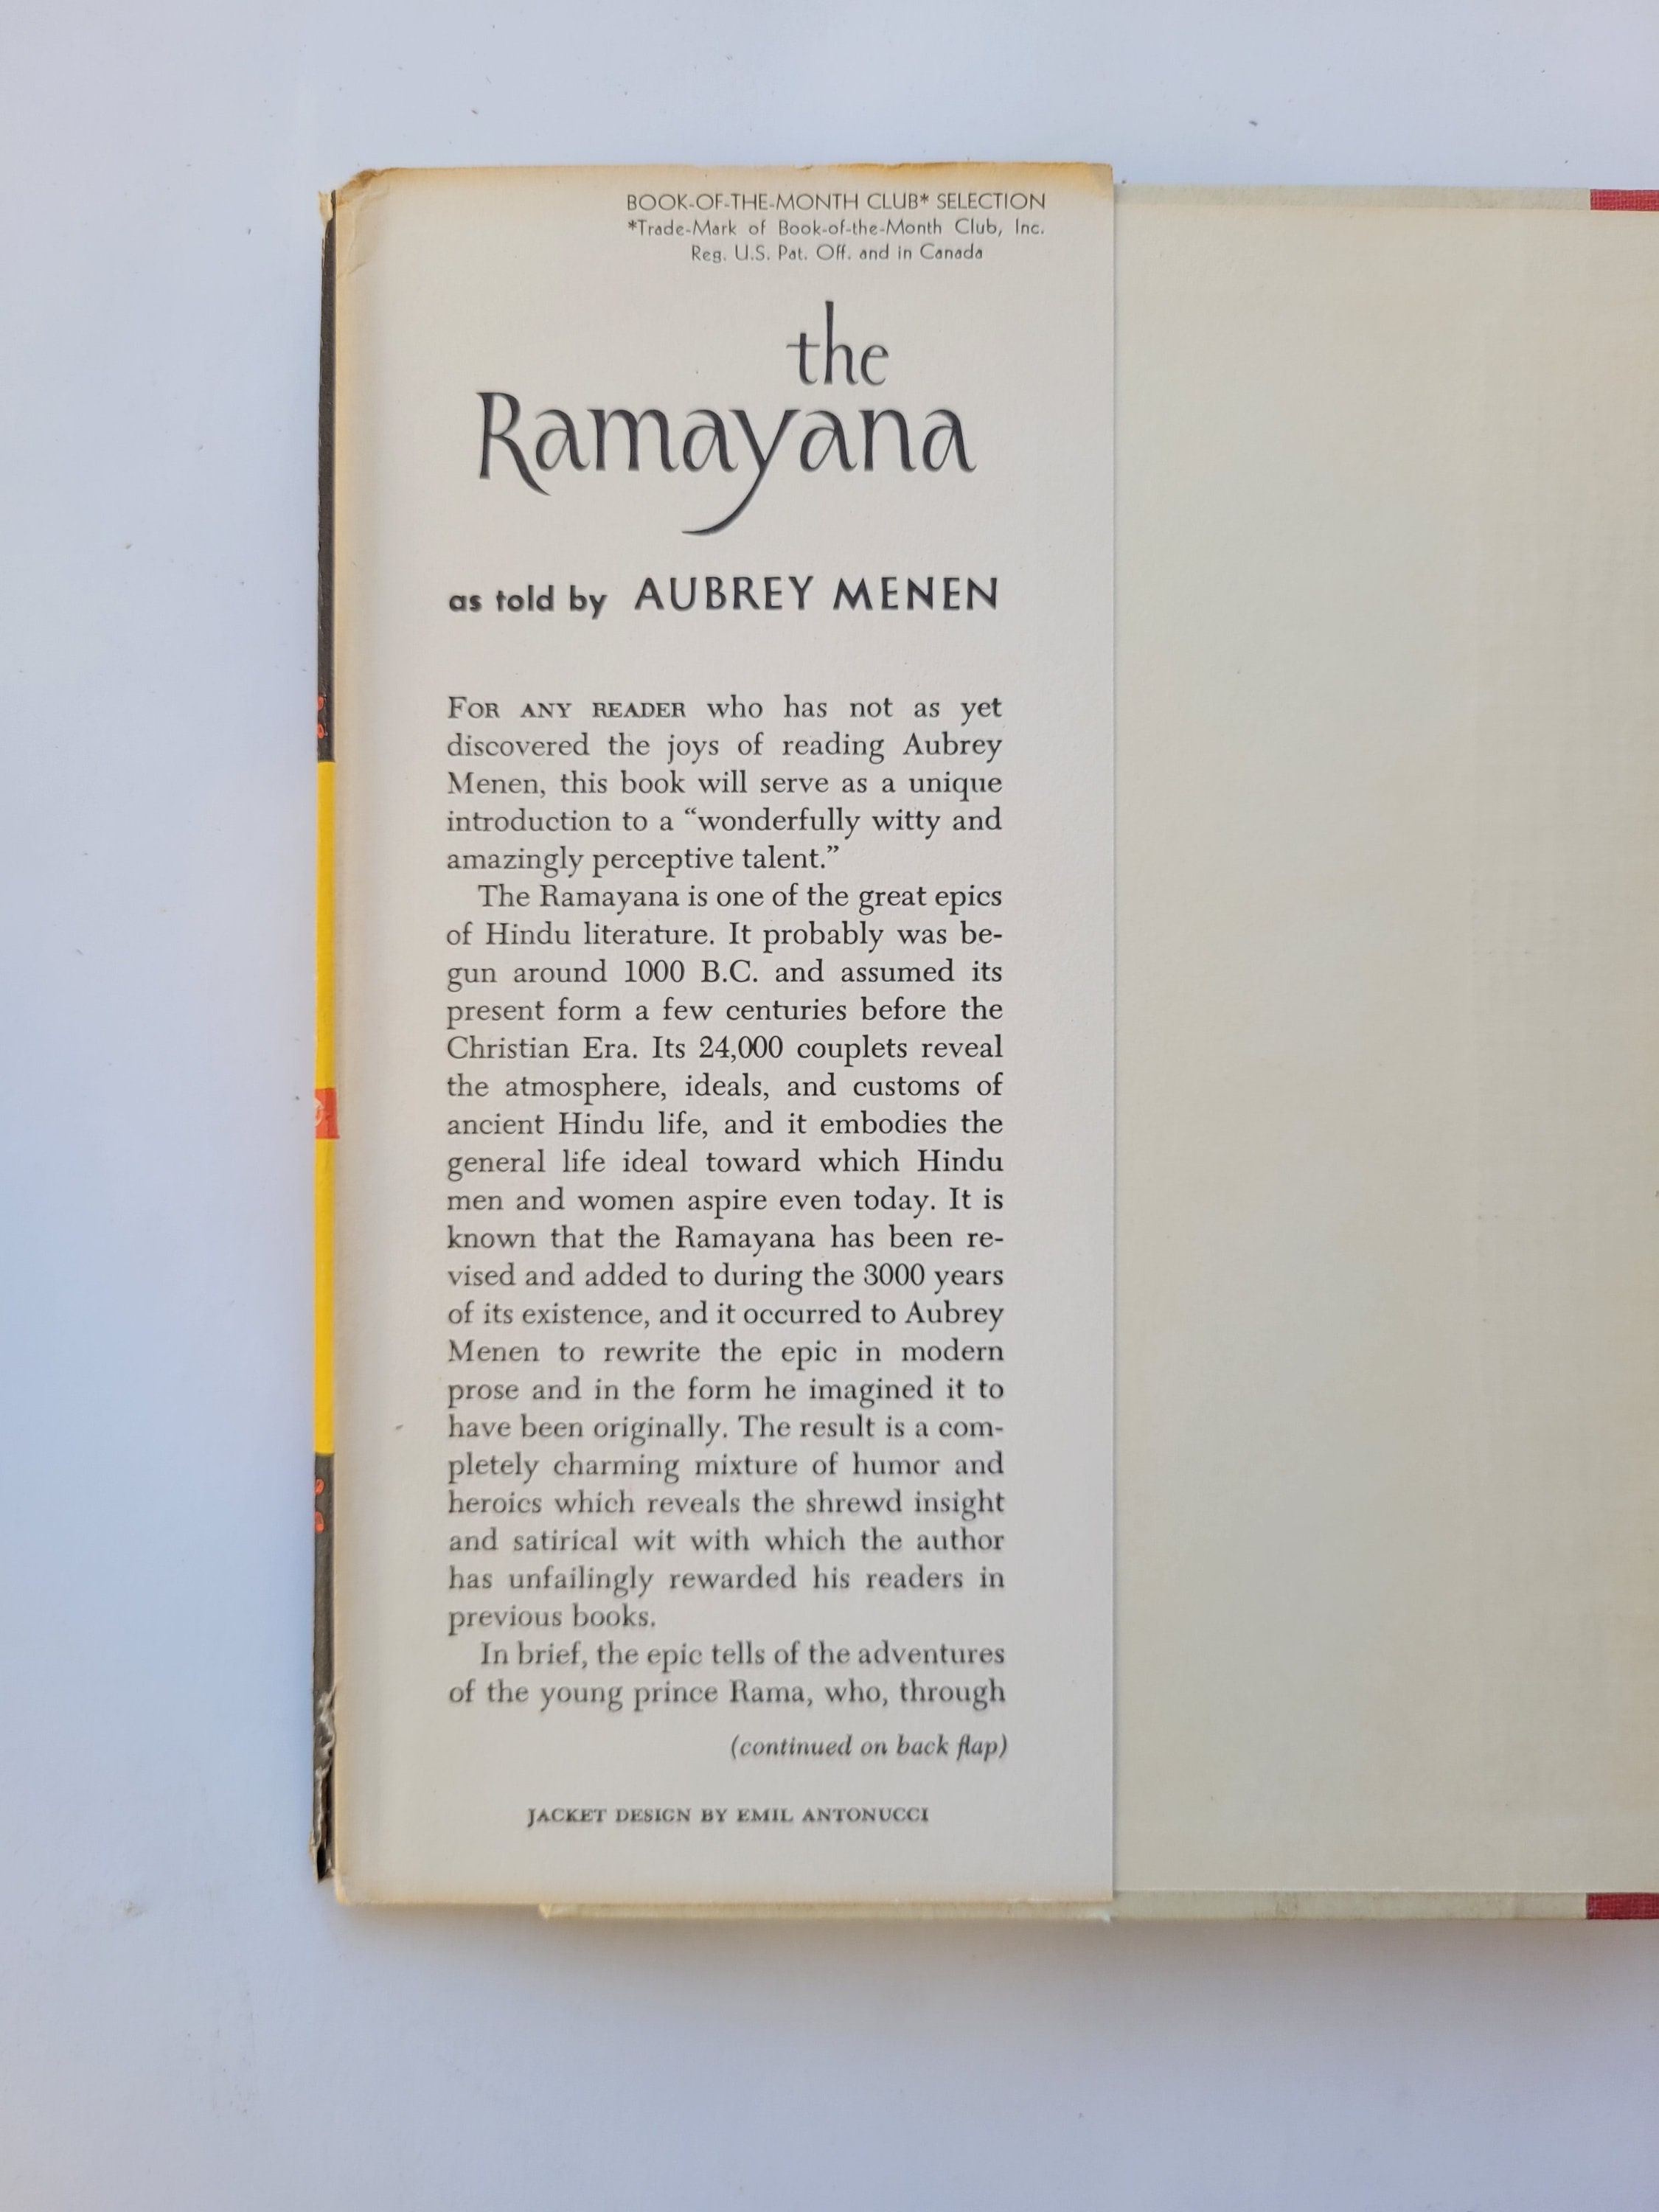 BOOK-OF-THE-MONTH CLUB* SELECTION
*Trade-Mark of Book-of-the-Month Club, Inc.
Reg. U.S. Pat. Off. and in Canada
the
Ramayana
as told by AUBREY MENEN
FOR ANY READER who has not as yet
discovered the joys of reading Aubrey
Menen, this book will serve as a unique
introduction to a “wonderfully witty and
amazingly perceptive talent.”
The Ramayana is one of the great epics
of Hindu literature. It probably was be-
gun around 1000 B.C. and assumed its
present form a few centuries before the
Christian Era. Its 24,000 couplets reveal
the atmosphere, ideals, and customs of
ancient Hindu life, and it embodies the
general life ideal toward which Hindu
men and women aspire even today. It is
known that the Ramayana has been re-
vised and added to during the 3000 years
of its existence, and it occurred to Aubrey
Menen to rewrite the epic in modern
prose and in the form he imagined it to
have been originally. The result is a com-
pletely charming mixture of humor and
heroics which reveals the shrewd insight
and satirical wit with which the author
has unfailingly rewarded his readers in
previous books.
In brief, the epic tells of the adventures
of the young prince Rama, who, through
(continued on back flap)
JACKET DESIGN BY EMIL ANTONUCCI